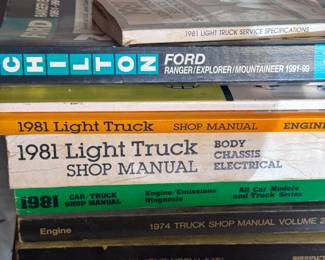 1981 LIGHT TRUCK SERVICE SPECIFICATIONS
CHILTON
FORD
RANGER/EXPLORER/MOUNTAINEER 1991-99
1981 Light Truck SHOP MANUAL ENGINE
1981 Light Truck
SHOP MANUAL
BODY
CHASSIS
ELECTRICAL
1981
CAR/TRUCK
SHOP MANUAL
Engine/Emissions
Diagnosis
All Car Models
and Truck Series
Engine 1974 TRUCK SHOP MANUAL VOLUME 2